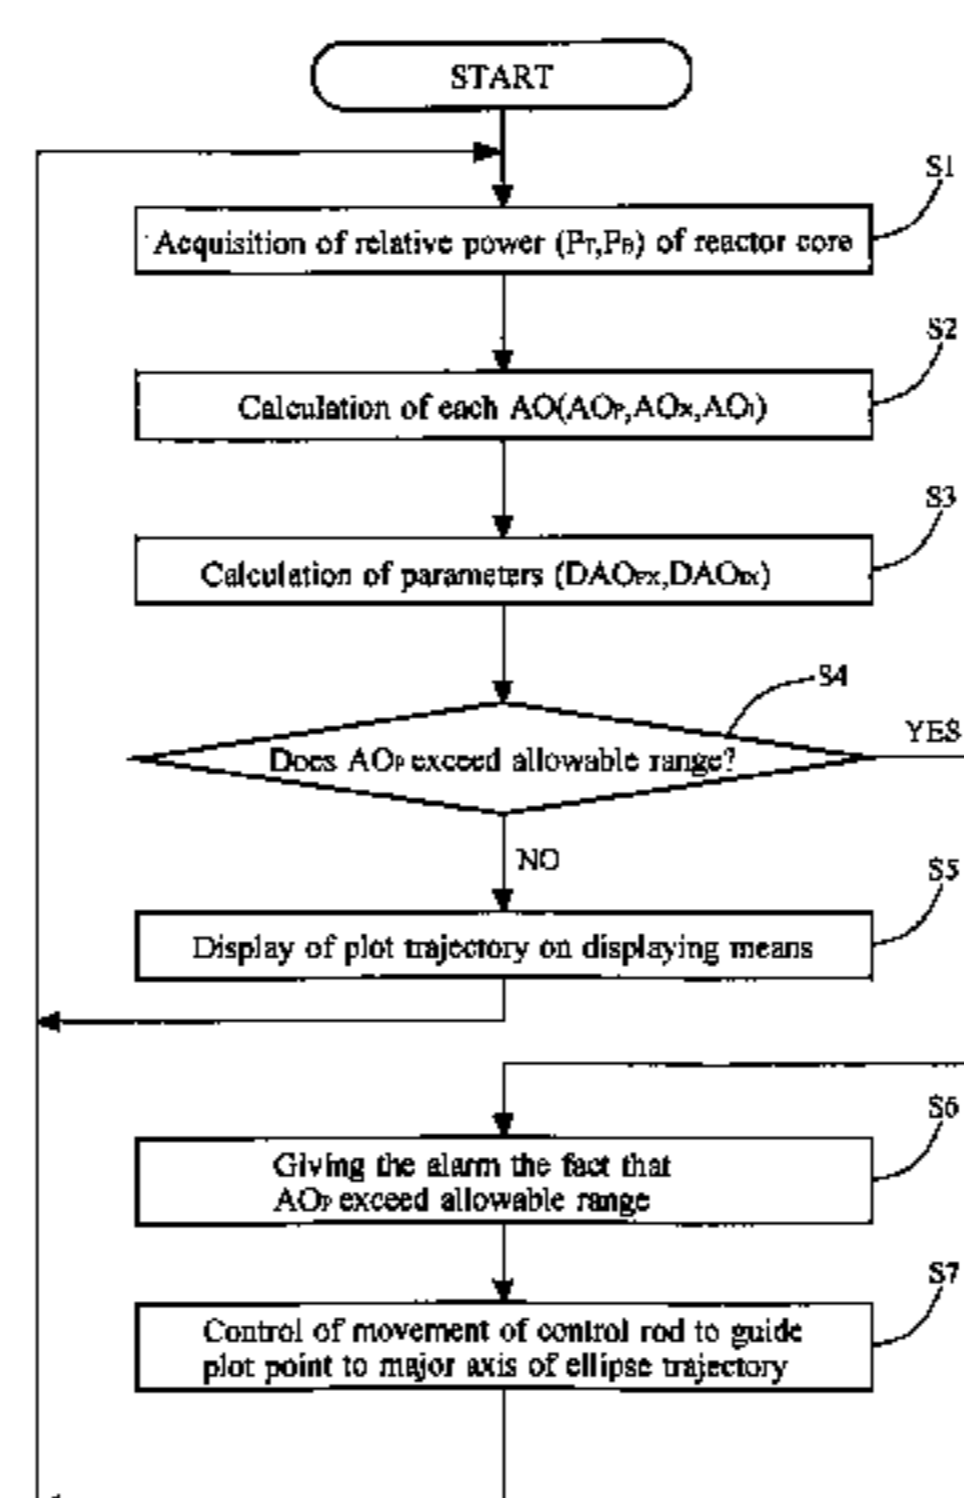 START
S1
Acquisition of relative power (PT,PB) of reactor core
S2
Calculation of each AO(AOP,AOX,AOI)
S3
Calculation of parameters (DAOPX,DAOIX)
S4
Does AOP exceed allowable range?
YES
NO
S5
Display of plot trajectory on displaying means
S6
Giving the alarm the fact that
AOP exceed allowable range
S7
Control of movement of control rod to guide
plot point to major axis of ellipse trajectory